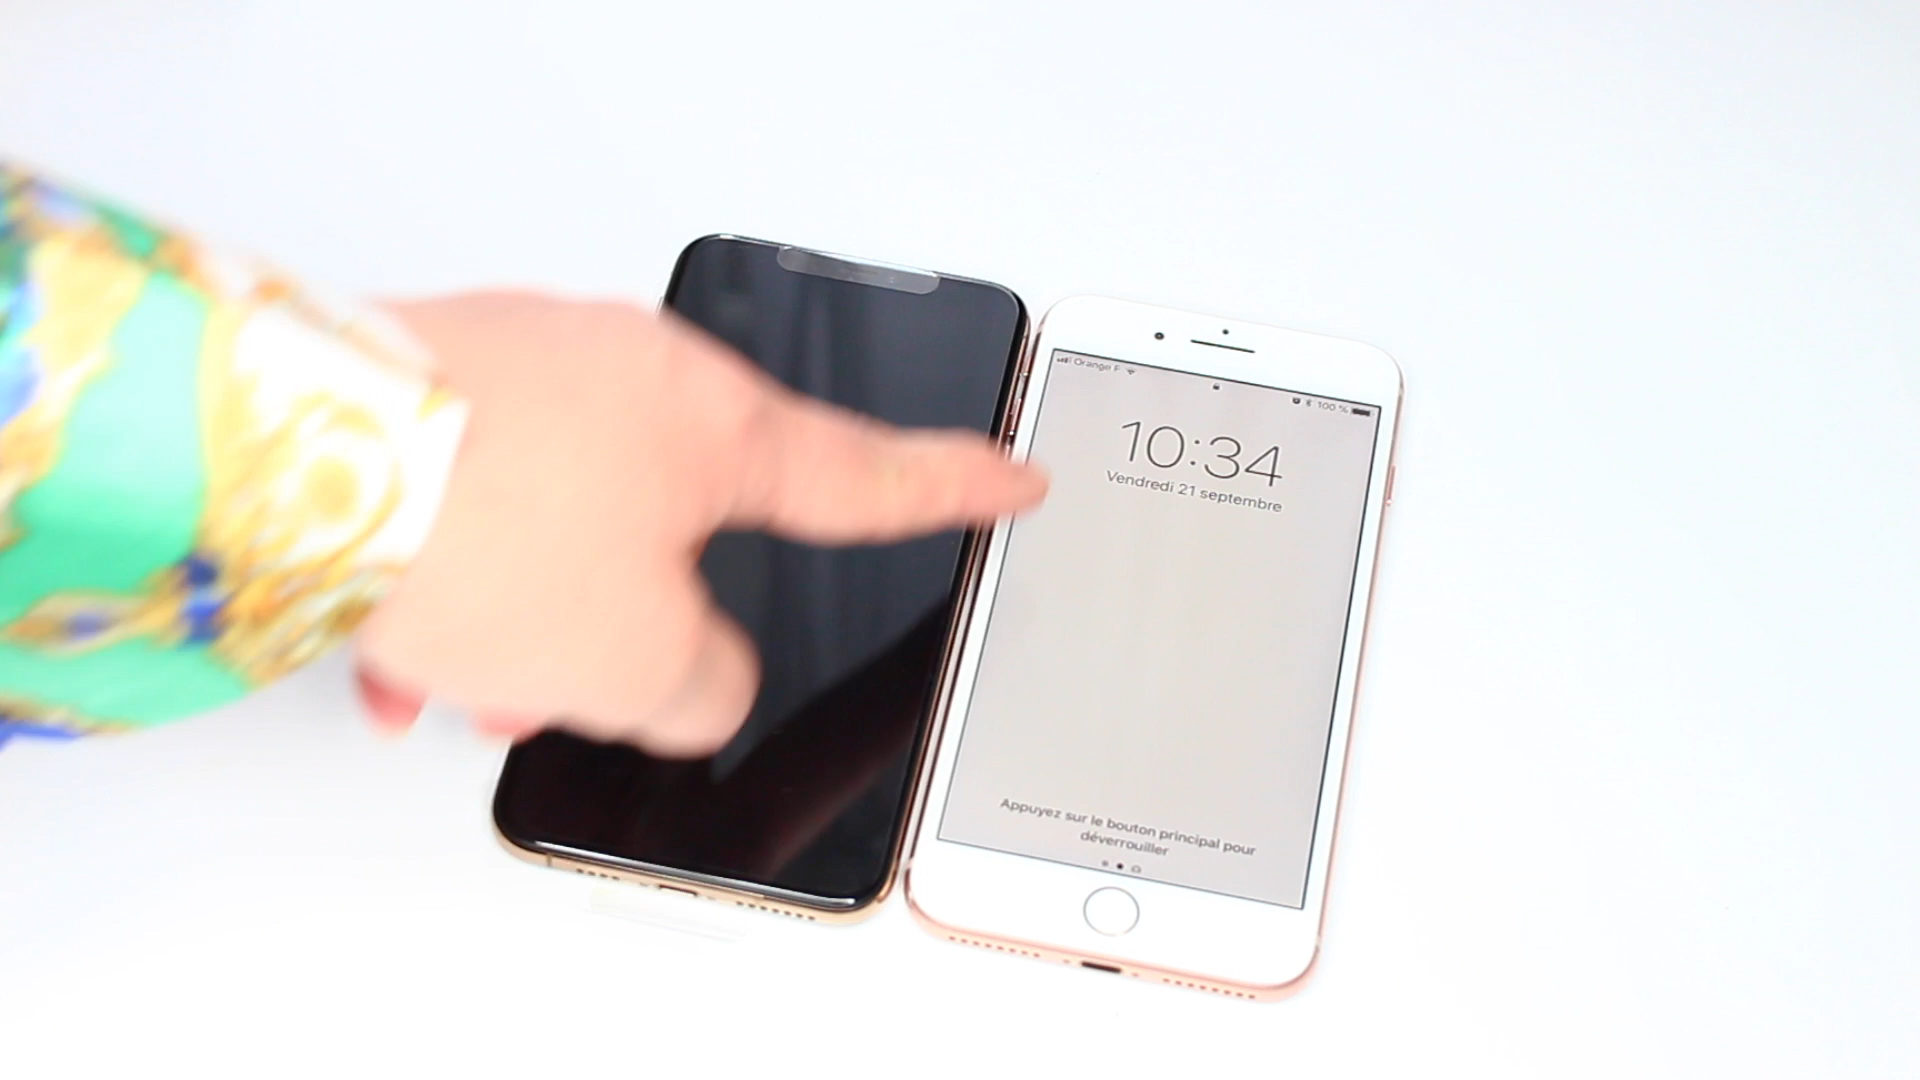 Orange F
100 %
10:34
Vendredi 21 septembre
Appuyez sur le bouton principal pour
déverrouiller